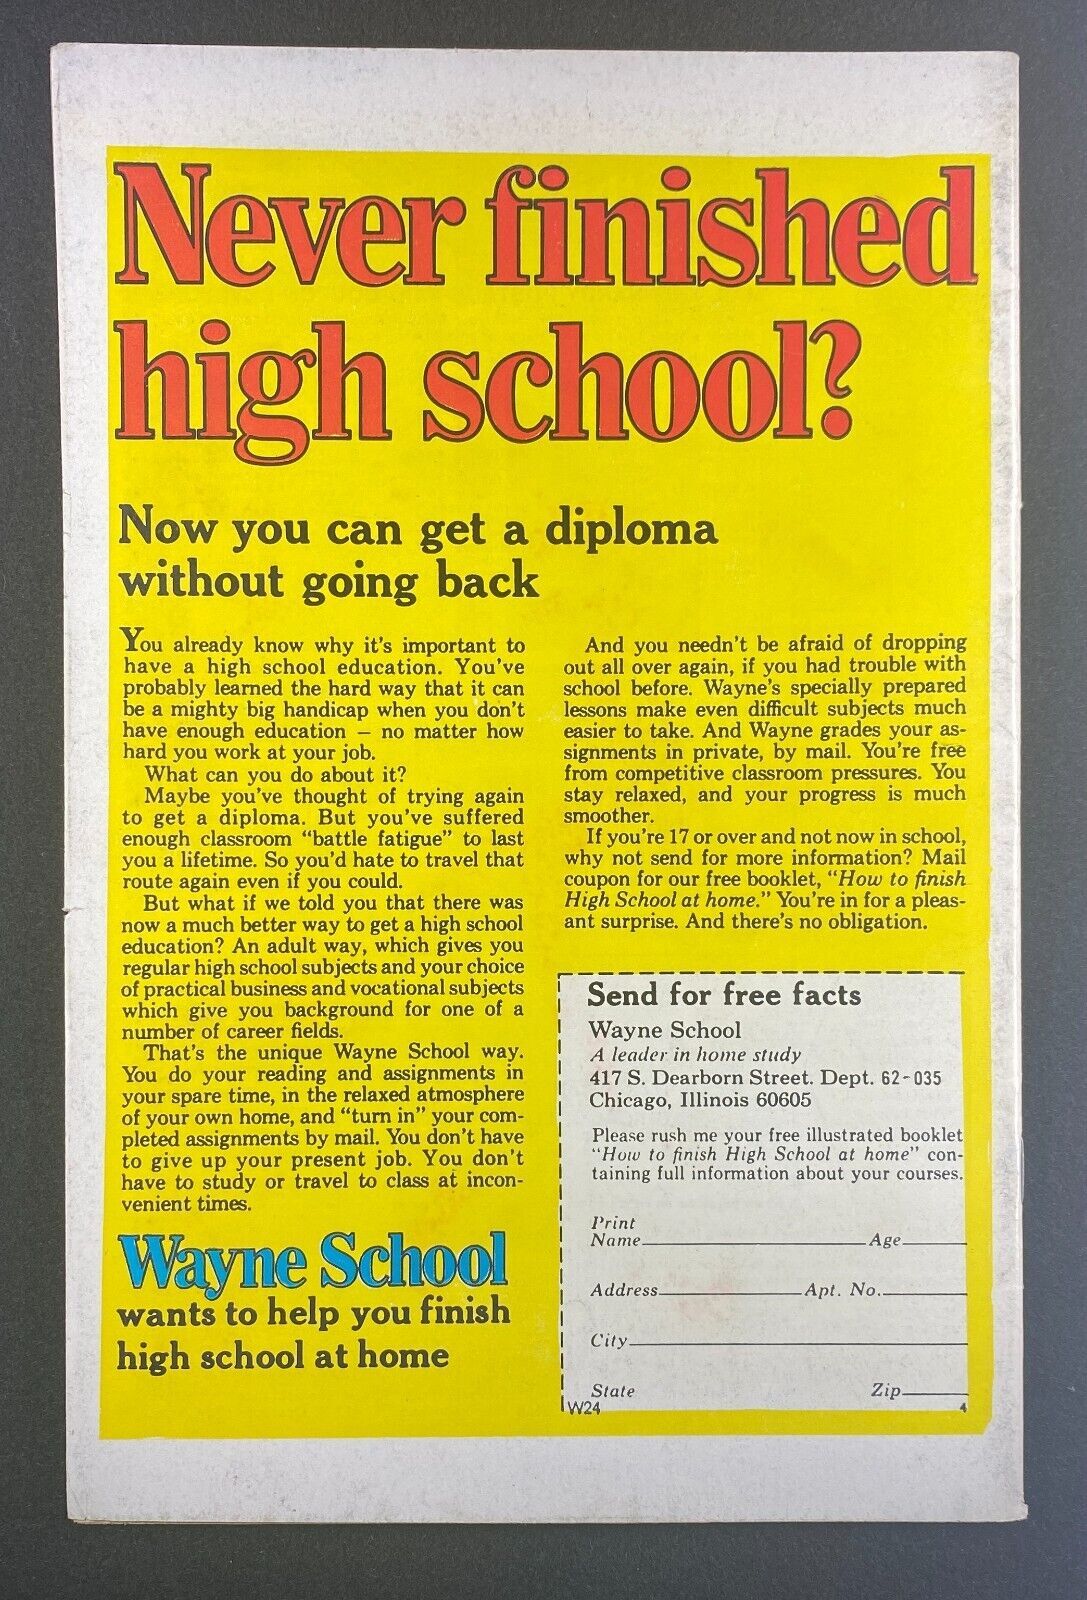 Never finished
high school?
Now you can get a diploma
without going back
You already know why it's important to
have a high school education. You've
probably learned the hard way that it can
be a mighty big handicap when you don't
have enough education – no matter how
hard you work at your job.
What can you do about it?
Maybe you've thought of trying again
to get a diploma. But you've suffered
enough classroom "battle fatigue" to last
you a lifetime. So you'd hate to travel that
route again even if you could.
But what if we told you that there was
now a much better way to get a high school
education? An adult way, which gives you
regular high school subjects and your choice
of practical business and vocational subjects
which give you background for one of a
number of career fields.
That's the unique Wayne School way.
You do your reading and assignments in
your spare time, in the relaxed atmosphere
of your own home, and "turn in" your com-
pleted assignments by mail. You don't have
to give up your present job. You don't
have to study or travel to class at incon-
venient times.
Wayne School
wants to help you finish
high school at home
And you needn't be afraid of dropping
out all over again, if you had trouble with
school before. Wayne's specially prepared
lessons make even difficult subjects much
easier to take. And Wayne grades your as-
signments in private, by mail. You're free
from competitive classroom pressures. You
stay relaxed, and your progress is much
smoother.
If you're 17 or over and not now in school,
why not send for more information? Mail
coupon for our free booklet, "How to finish
High School at home." You're in for a pleas-
ant surprise. And there's no obligation.
Send for free facts
Wayne School
A leader in home study
417 S. Dearborn Street. Dept. 62-035
Chicago, Illinois 60605
Please rush me your free illustrated booklet
"How to finish High School at home" con-
taining full information about your courses.
Print
Name Age
Address Apt. No.
City
State Zip
W24 4